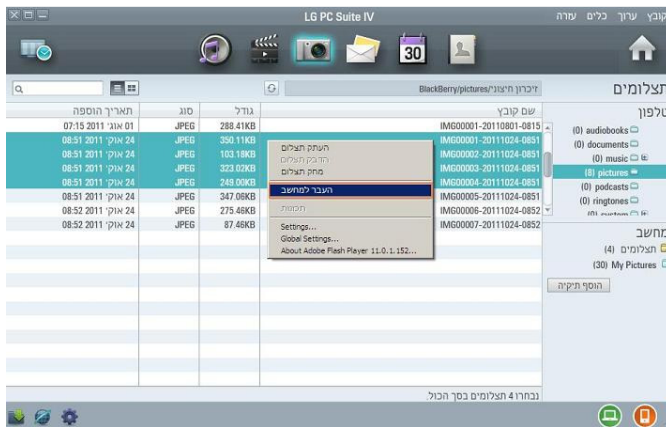 LG PC Suite IV
קובץ ערוך כלים עזרה
30
תצלומים
זיכרון חיצוני/BlackBerry/pictures
שם קובץ גודל סוג תאריך הוספה
IMG00001-20110801-0815 288.41KB JPEG 01 אוג' 2011 07:15
IMG00001-20111024-0851 350.11KB JPEG 24 אוק' 2011 08:51
IMG00002-20111024-0851 103.18KB JPEG 24 אוק' 2011 08:51
IMG00003-20111024-0851 323.02KB JPEG 24 אוק' 2011 08:51
IMG00004-20111024-0851 249.00KB JPEG 24 אוק' 2011 08:51
IMG00005-20111024-0851 347.06KB JPEG 24 אוק' 2011 08:51
IMG00006-20111024-0852 275.46KB JPEG 24 אוק' 2011 08:52
IMG00007-20111024-0852 87.46KB JPEG 24 אוק' 2011 08:52
העתק תצלום
הדבק תצלום
מחק תצלום
העבר למחשב
תכונות
Settings...
Global Settings...
About Adobe Flash Player 11.0.1.152...
טלפון
(0) audiobooks
(0) documents
(0) music
(8) pictures
(0) podcasts
(0) ringtones
(0) custom
מחשב
תצלומים (4)
(30) My Pictures
הוסף תיקיה
נבחרו 4 תצלומים בסך הכול.